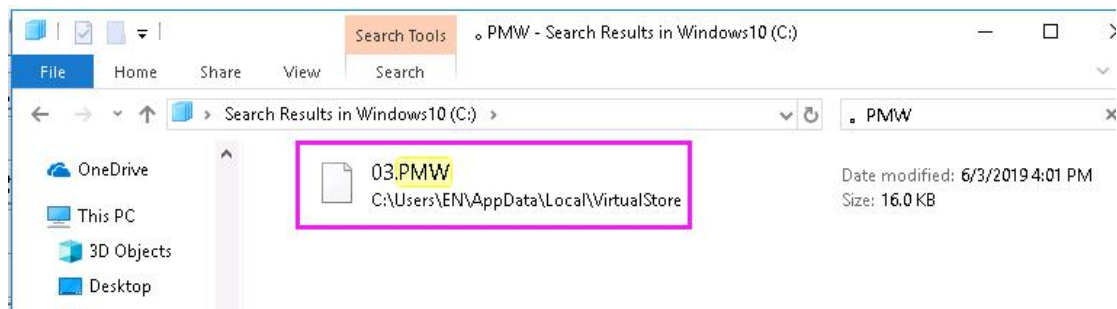 Search Tools
。PMW - Search Results in Windows10 (C:)
File
Home
Share
View
Search
Search Results in Windows10 (C:)
。PMW
OneDrive
This PC
3D Objects
Desktop
03.PMW
C:\Users\EN\AppData\Local\VirtualStore
Date modified: 6/3/2019 4:01 PM
Size: 16.0 KB